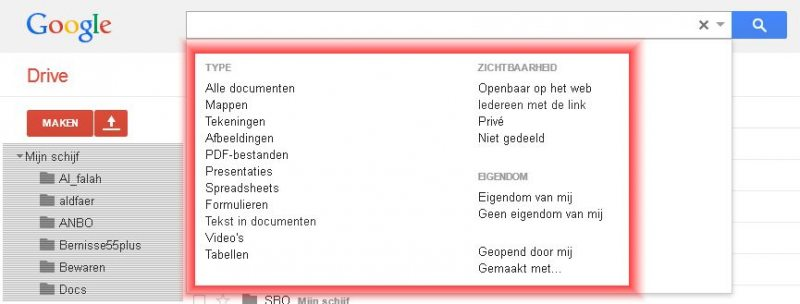 Google
Drive
MAKEN
Mijn schijf
Al_falah
aldfaer
ANBO
Bernisse55plus
Bewaren
Docs
TYPE
Alle documenten
Mappen
Tekeningen
Afbeeldingen
PDF-bestanden
Presentaties
Spreadsheets
Formulieren
Tekst in documenten
Video's
Tabellen
ZICHTBAARHEID
Openbaar op het web
Iedereen met de link
Privé
Niet gedeeld
EIGENDOM
Eigendom van mij
Geen eigendom van mij
Geopend door mij
Gemaakt met...
SBO Mijn schijf